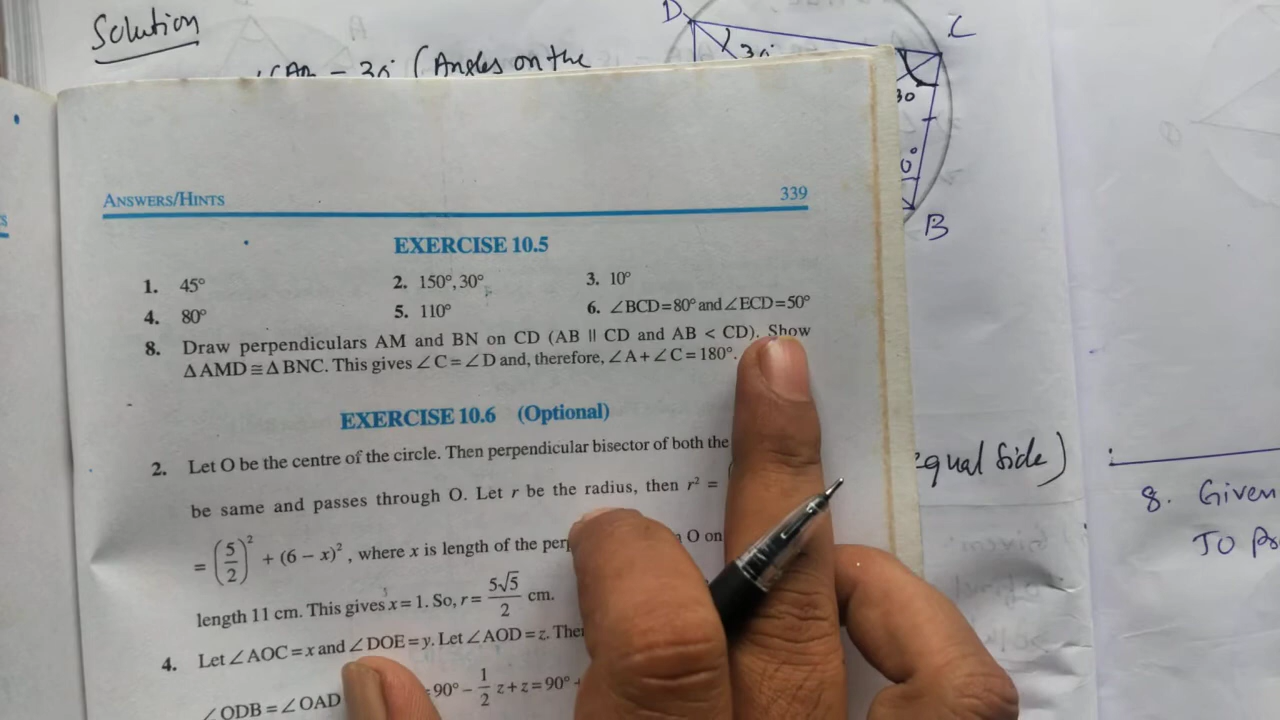 Solution
(Angles on the
D
C
30
B
ANSWERS/HINTS 339
EXERCISE 10.5
1. 45° 2. 150°, 30° 3. 10°
4. 80° 5. 110° 6. ∠BCD=80° and ∠ECD=50°
8. Draw perpendiculars AM and BN on CD (AB || CD and AB < CD). Show
Δ AMD ≅ Δ BNC. This gives ∠C=∠D and, therefore, ∠A+∠C=180°.
EXERCISE 10.6 (Optional)
2. Let O be the centre of the circle. Then perpendicular bisector of both the
be same and passes through O. Let r be the radius, then r² =
= (5/2)² + (6 – x)², where x is length of the O on
length 11 cm. This gives x = 1. So, r = 5√5/2 cm.
4. Let ∠AOC=x and ∠DOE=y. Let ∠AOD=z.
∠ODB=∠OAD =90° – 1/2 z+z=90°
equal side)
8. Given
To